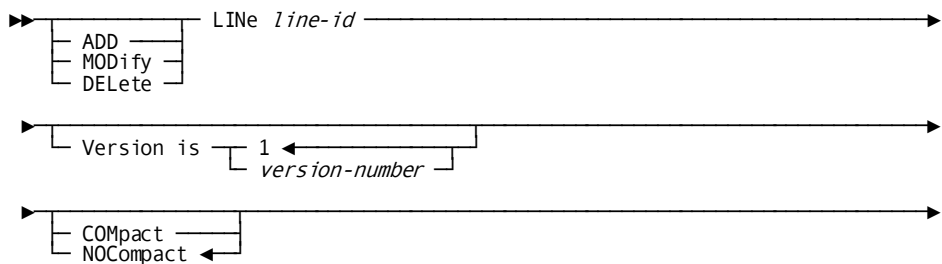 LINe line-id
ADD
MODify
DELete
Version is 1
version-number
COMpact
NOCompact